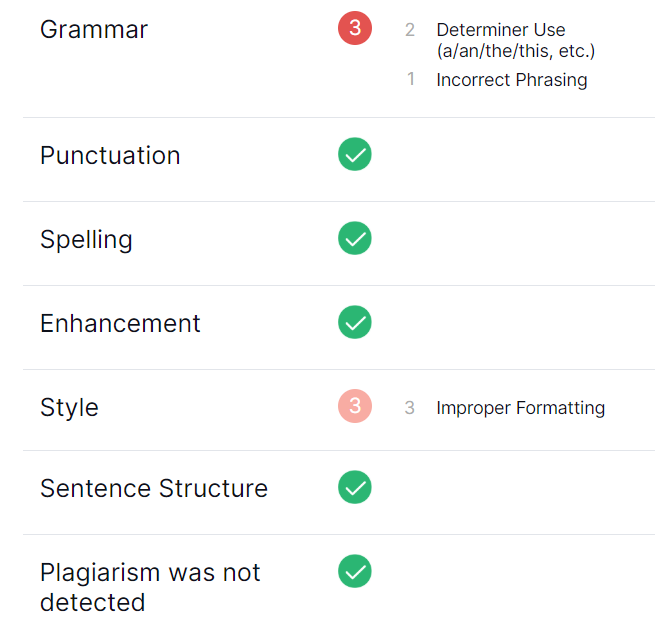 Grammar 3 2 Determiner Use
(a/an/the/this, etc.)
1 Incorrect Phrasing
Punctuation
Spelling
Enhancement
Style 3 3 Improper Formatting
Sentence Structure
Plagiarism was not
detected